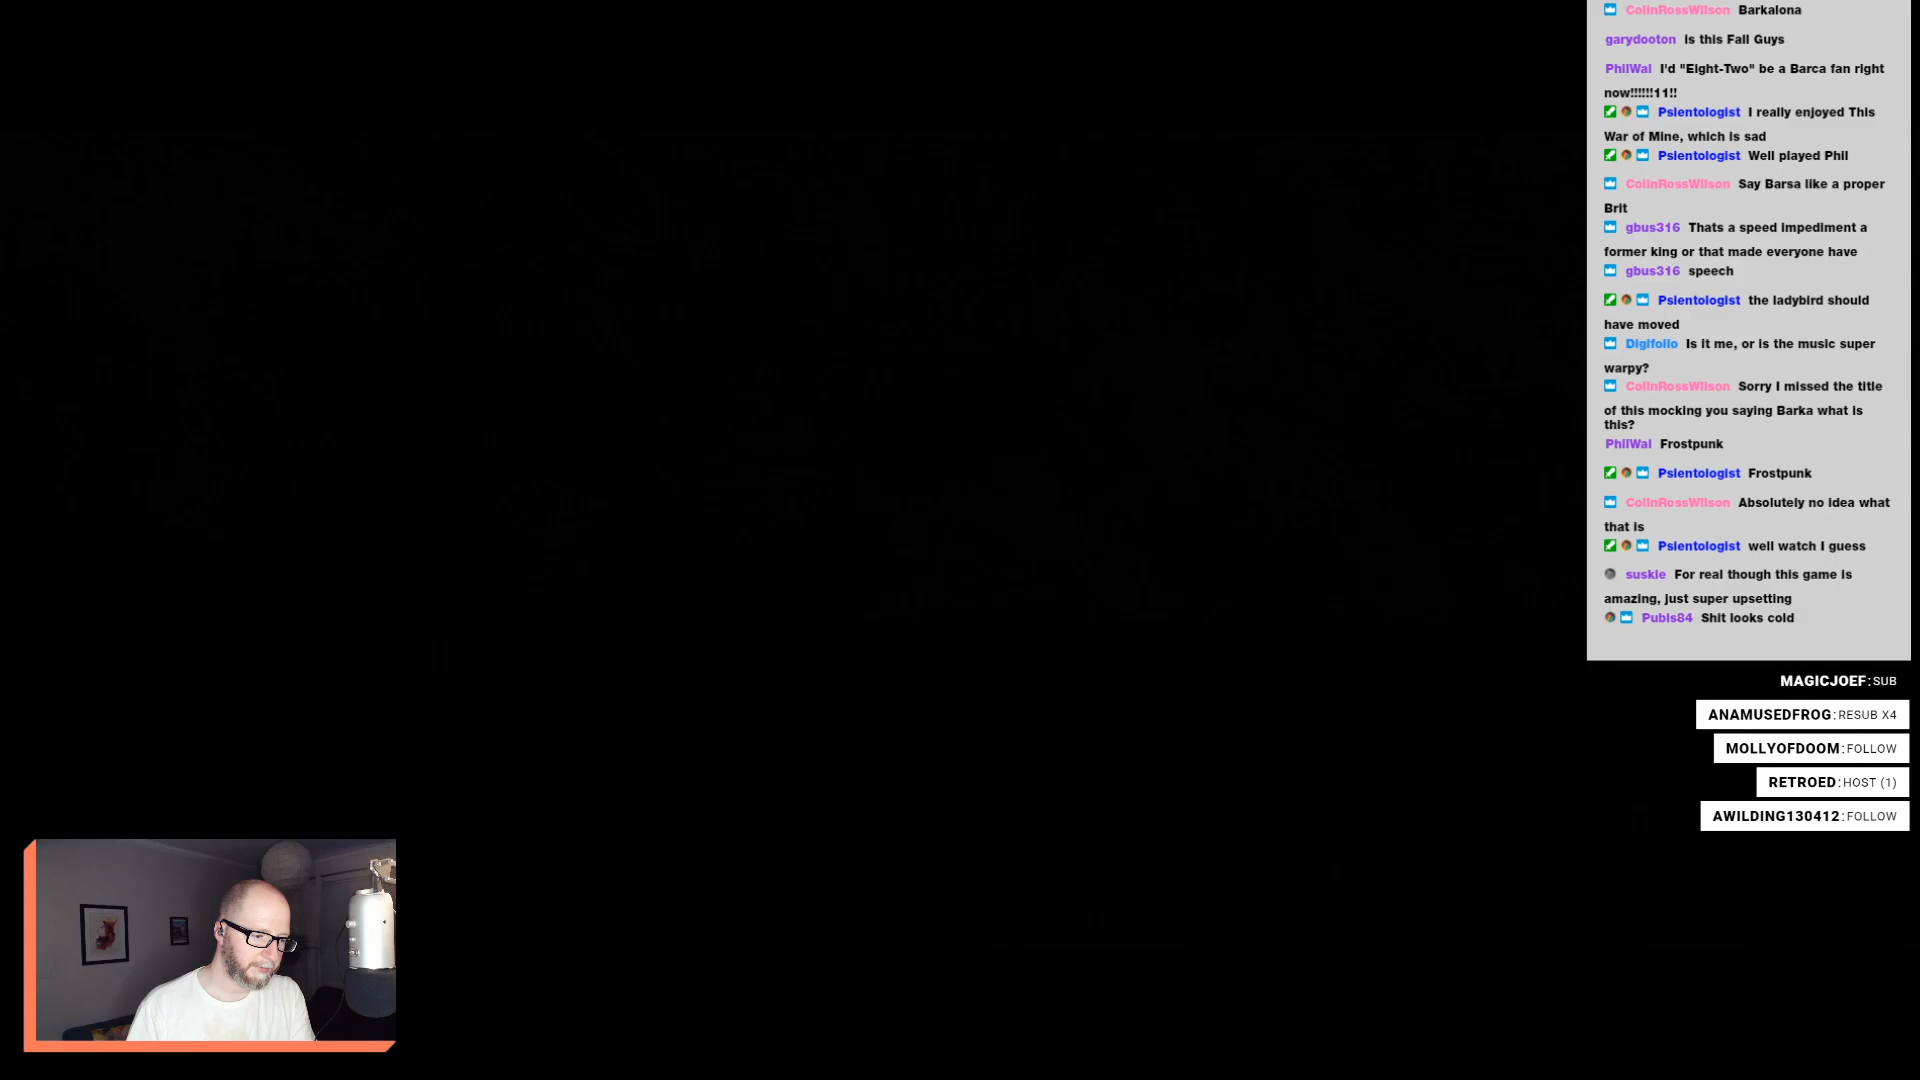 ColinRossWilson Barkalona
garydooton is this Fall Guys
PhilWal I'd "Eight-Two" be a Barca fan right
now!!!!!!11!!
Psientologist I really enjoyed This
War of Mine, which is sad
Psientologist Well played Phil
ColinRossWilson Say Barsa like a proper
Brit
gbus316 Thats a speed impediment a
former king or that made everyone have
gbus316 speech
Psientologist the ladybird should
have moved
Digifolio Is it me, or is the music super
warpy?
ColinRossWilson Sorry I missed the title
of this mocking you saying Barka what is
this?
PhilWal Frostpunk
Psientologist Frostpunk
ColinRossWilson Absolutely no idea what
that is
Psientologist well watch I guess
suskie For real though this game is
amazing, just super upsetting
Pubis84 Shit looks cold
MAGICJOEF:SUB
ANAMUSEDFROG:RESUB X4
MOLLYOFDOOM:FOLLOW
RETROED:HOST (1)
AWILDING130412:FOLLOW